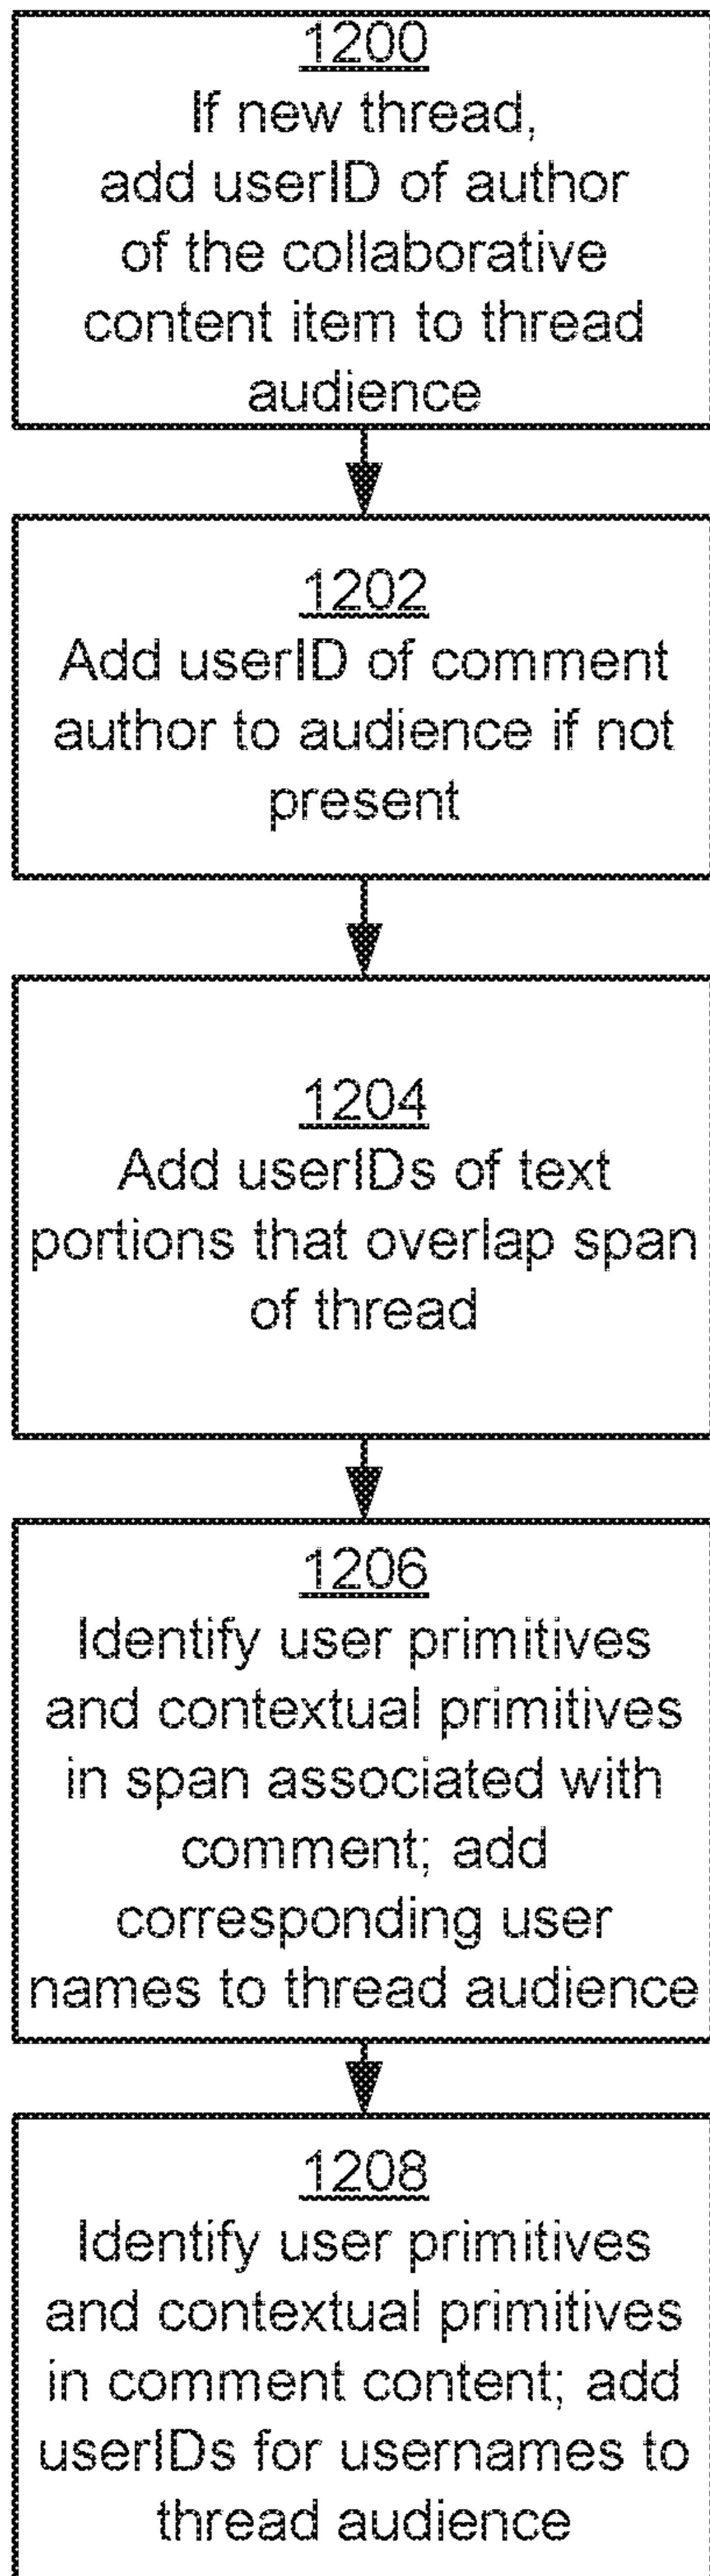 1200
If new thread,
add userID of author
of the collaborative
content item to thread
audience
1202
Add userID of comment
author to audience if not
present
1204
Add userIDs of text
portions that overlap span
of thread
1206
Identify user primitives
and contextual primitives
in span associated with
comment; add
corresponding user
names to thread audience
1208
Identify user primitives
and contextual primitives
in comment content; add
userIDs for usernames to
thread audience